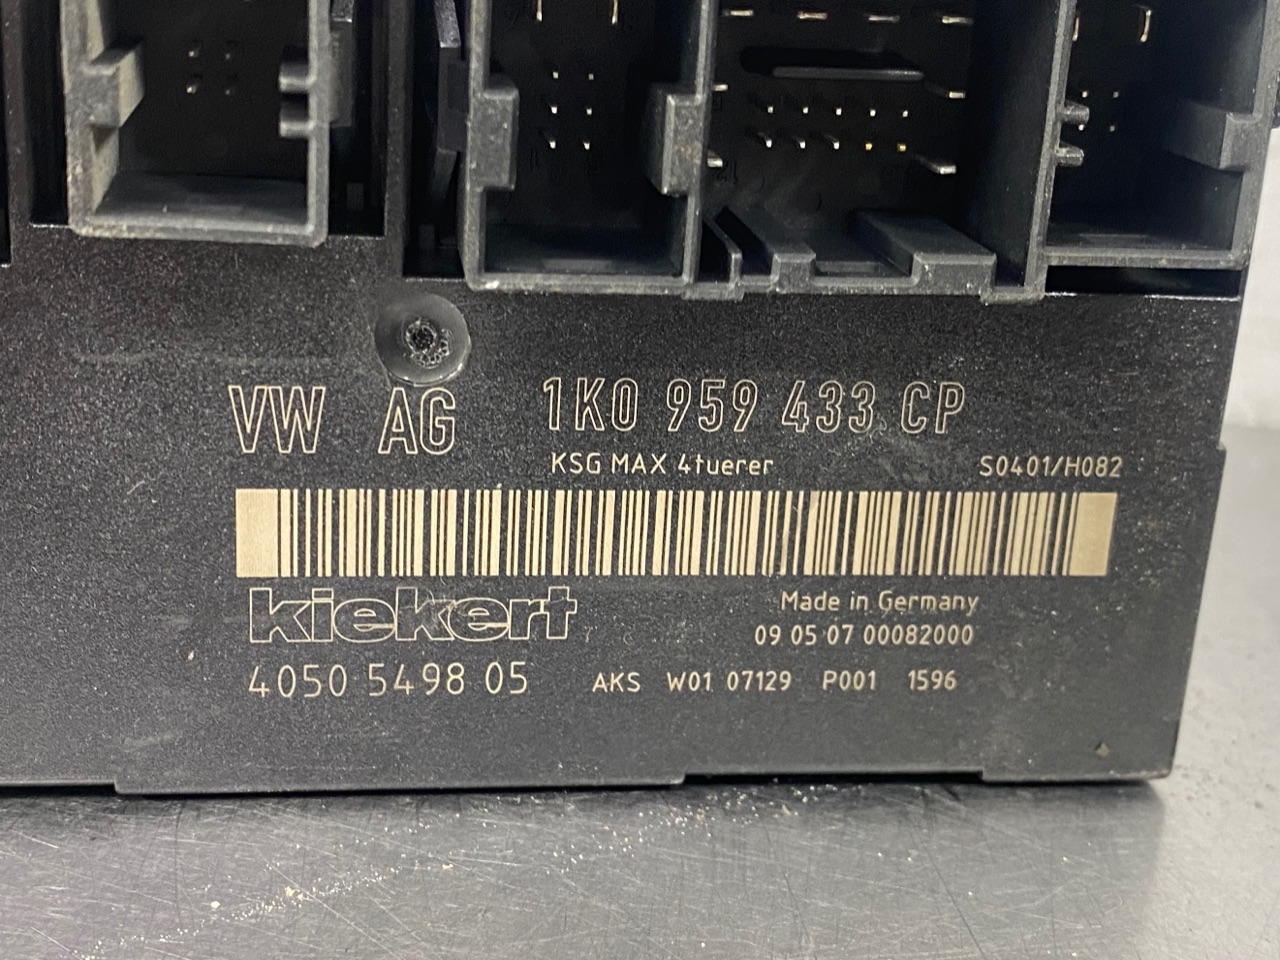 VW AG 1K0 959 433 CP
KSG MAX 4tuerer S0401/H082
kiekert Made in Germany
09 05 07 00082000
4050 5498 05 AKS W01 07129 P001 1596